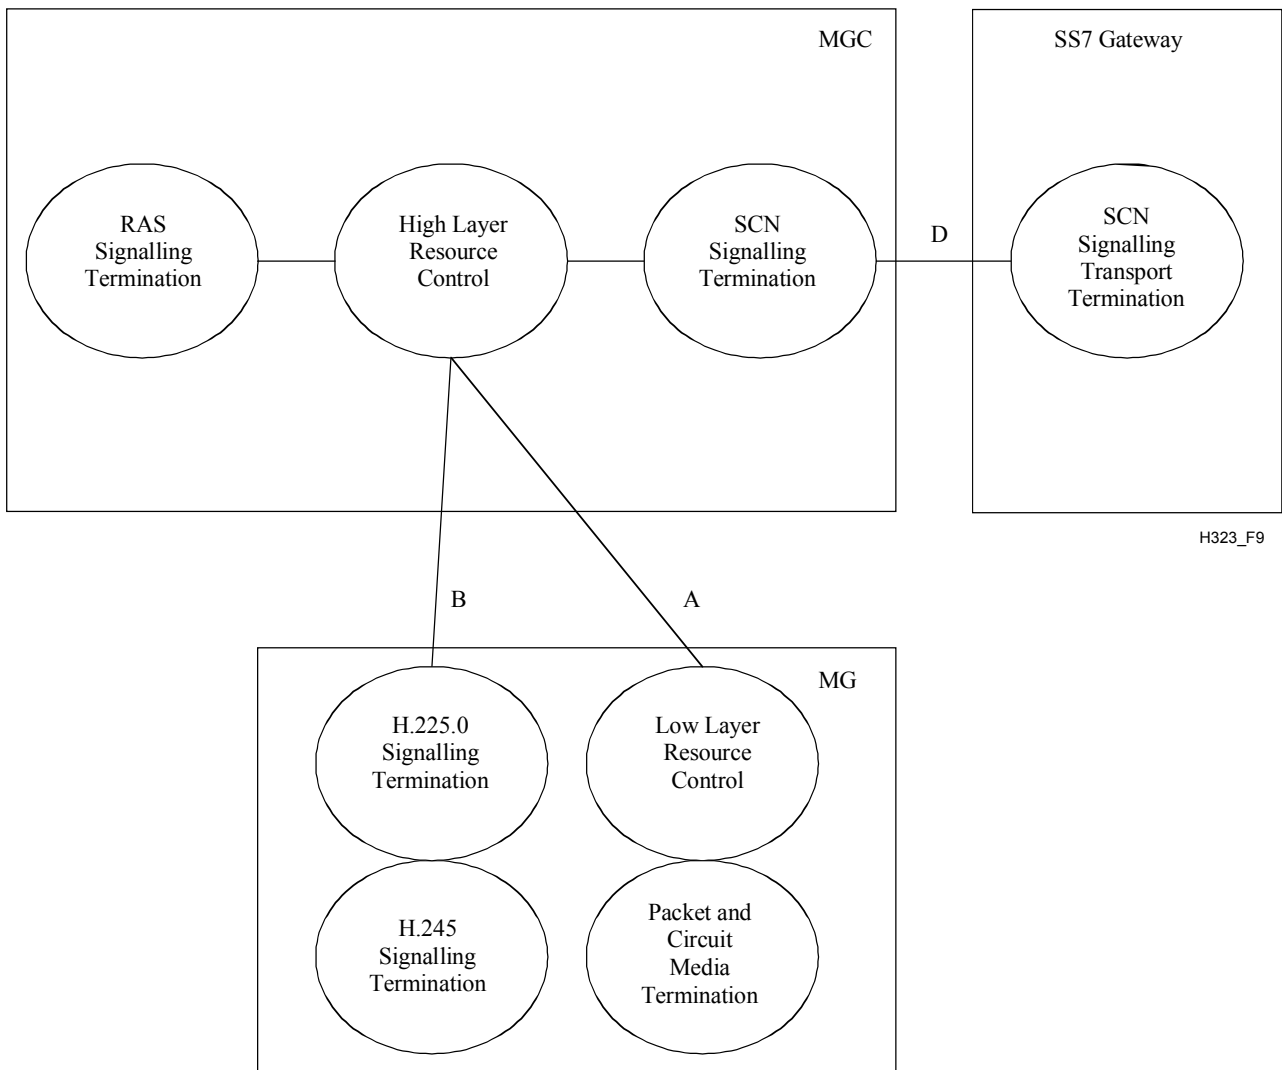 MGC
SS7 Gateway
RAS
Signalling
Termination
High Layer
Resource
Control
SCN
Signalling
Termination
D
SCN
Signalling
Transport
Termination
H323_F9
B
A
MG
H.225.0
Signalling
Termination
Low Layer
Resource
Control
H.245
Signalling
Termination
Packet and
Circuit
Media
Termination